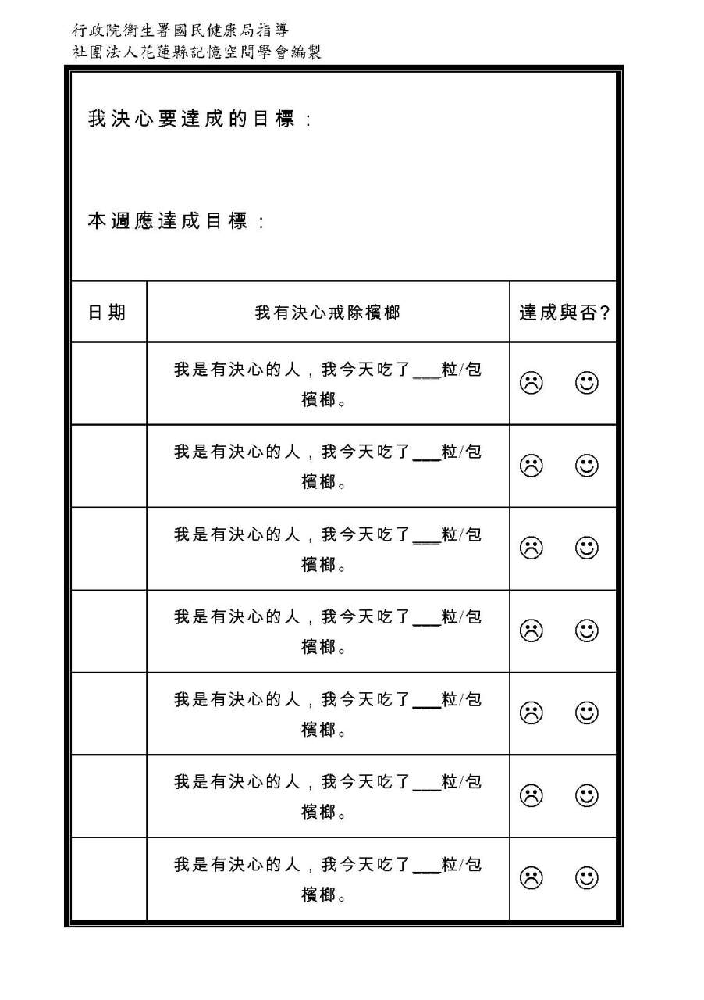 行政院衛生署國民健康局指導
社團法人花蓮縣記憶空間學會編製
我決心要達成的目標：
本週應達成目標：
日期 我有決心戒除檳榔 達成與否?
我是有決心的人，我今天吃了___粒/包
檳榔。
我是有決心的人，我今天吃了___粒/包
檳榔。
我是有決心的人，我今天吃了___粒/包
檳榔。
我是有決心的人，我今天吃了___粒/包
檳榔。
我是有決心的人，我今天吃了___粒/包
檳榔。
我是有決心的人，我今天吃了___粒/包
檳榔。
我是有決心的人，我今天吃了___粒/包
檳榔。